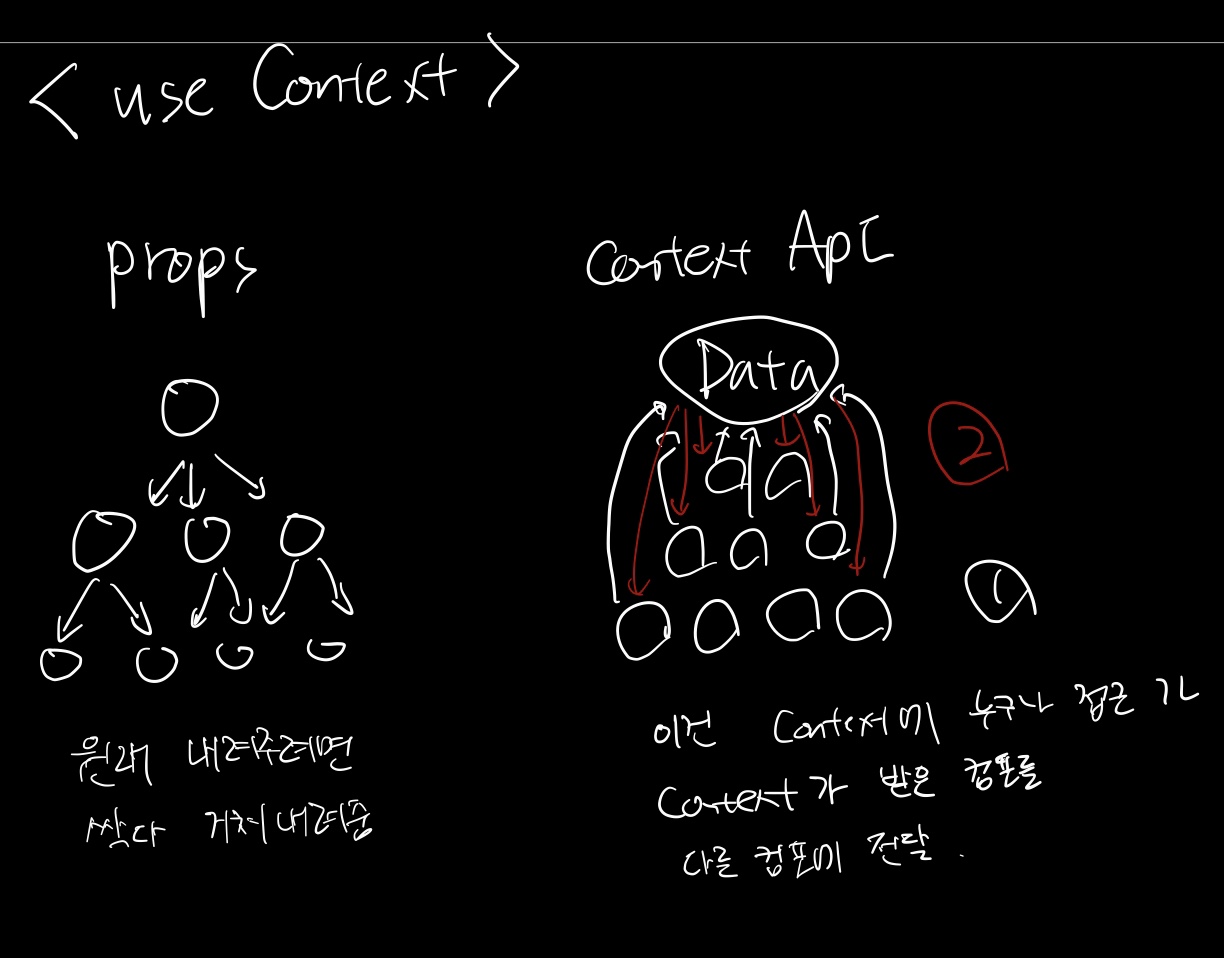 < use Context >
props
Context Api
Data
2
1
원래 내려주려면
싹다 거쳐내려줌
이건 Context에 누구나 접근 가
Context가 받은 컴포를
다른 컴포에 전달.